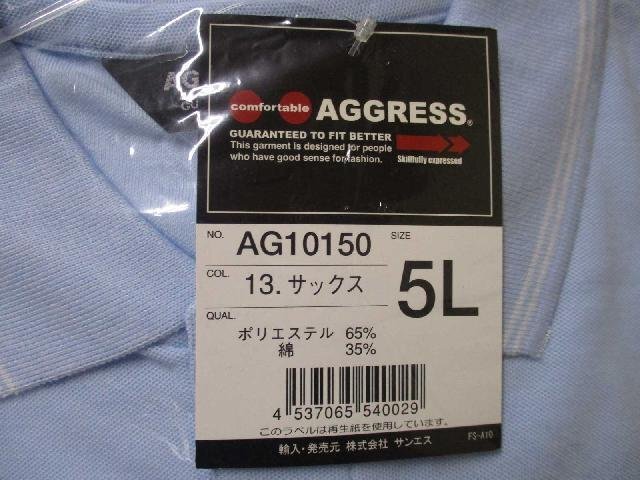 AG
comfortable AGGRESS®
GUARANTEED TO FIT BETTER
This garment is designed for people
who have good sense for fashion.
Skillfully expressed
NO. AG10150
SIZE 5L
COL. 13.サックス
QUAL.
ポリエステル 65%
綿 35%
4 537065 540029
このラベルは再生紙を使用しています。
輸入・発売元 株式会社 サンエス
FS-A10